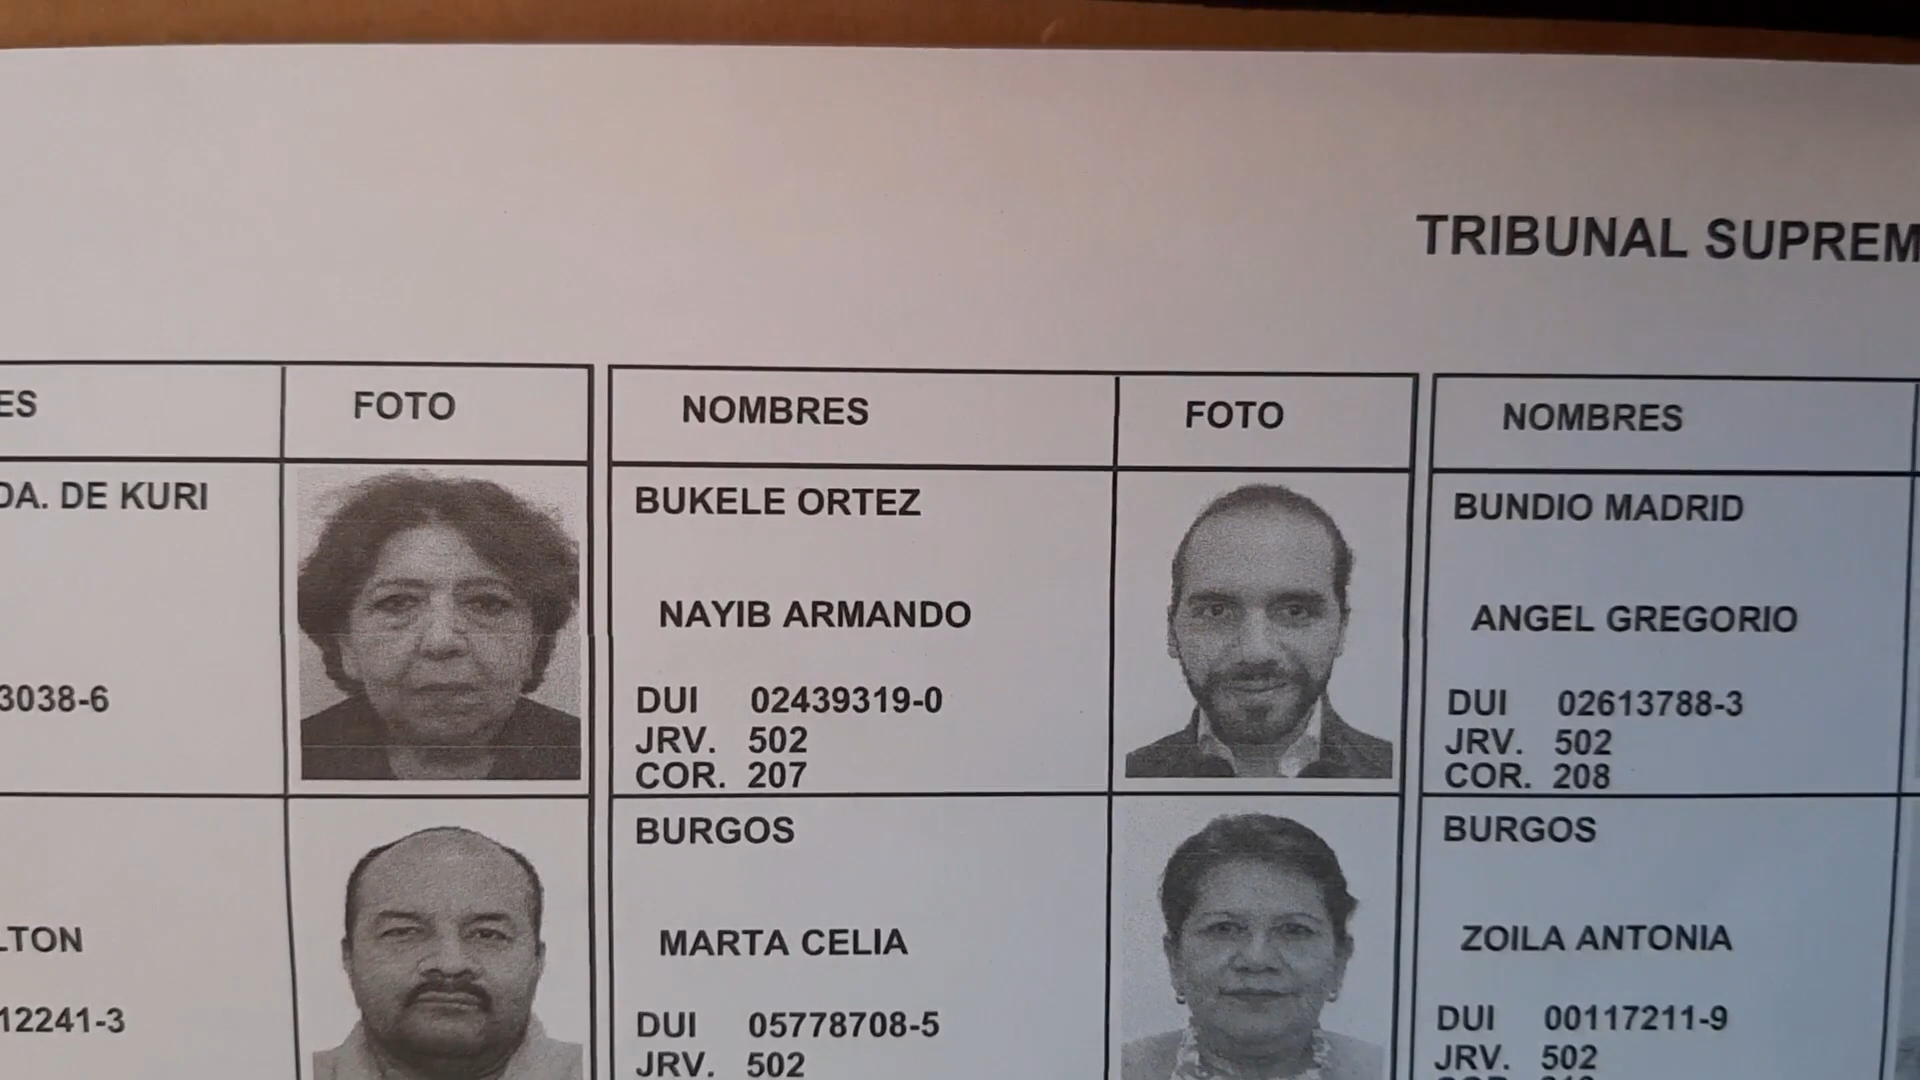 TRIBUNAL SUPREM
ES FOTO NOMBRES FOTO NOMBRES
DA. DE KURI
3038-6
BUKELE ORTEZ
NAYIB ARMANDO
DUI 02439319-0
JRV. 502
COR. 207
BUNDIO MADRID
ANGEL GREGORIO
DUI 02613788-3
JRV. 502
COR. 208
LTON
12241-3
BURGOS
MARTA CELIA
DUI 05778708-5
JRV. 502
BURGOS
ZOILA ANTONIA
DUI 00117211-9
JRV. 502